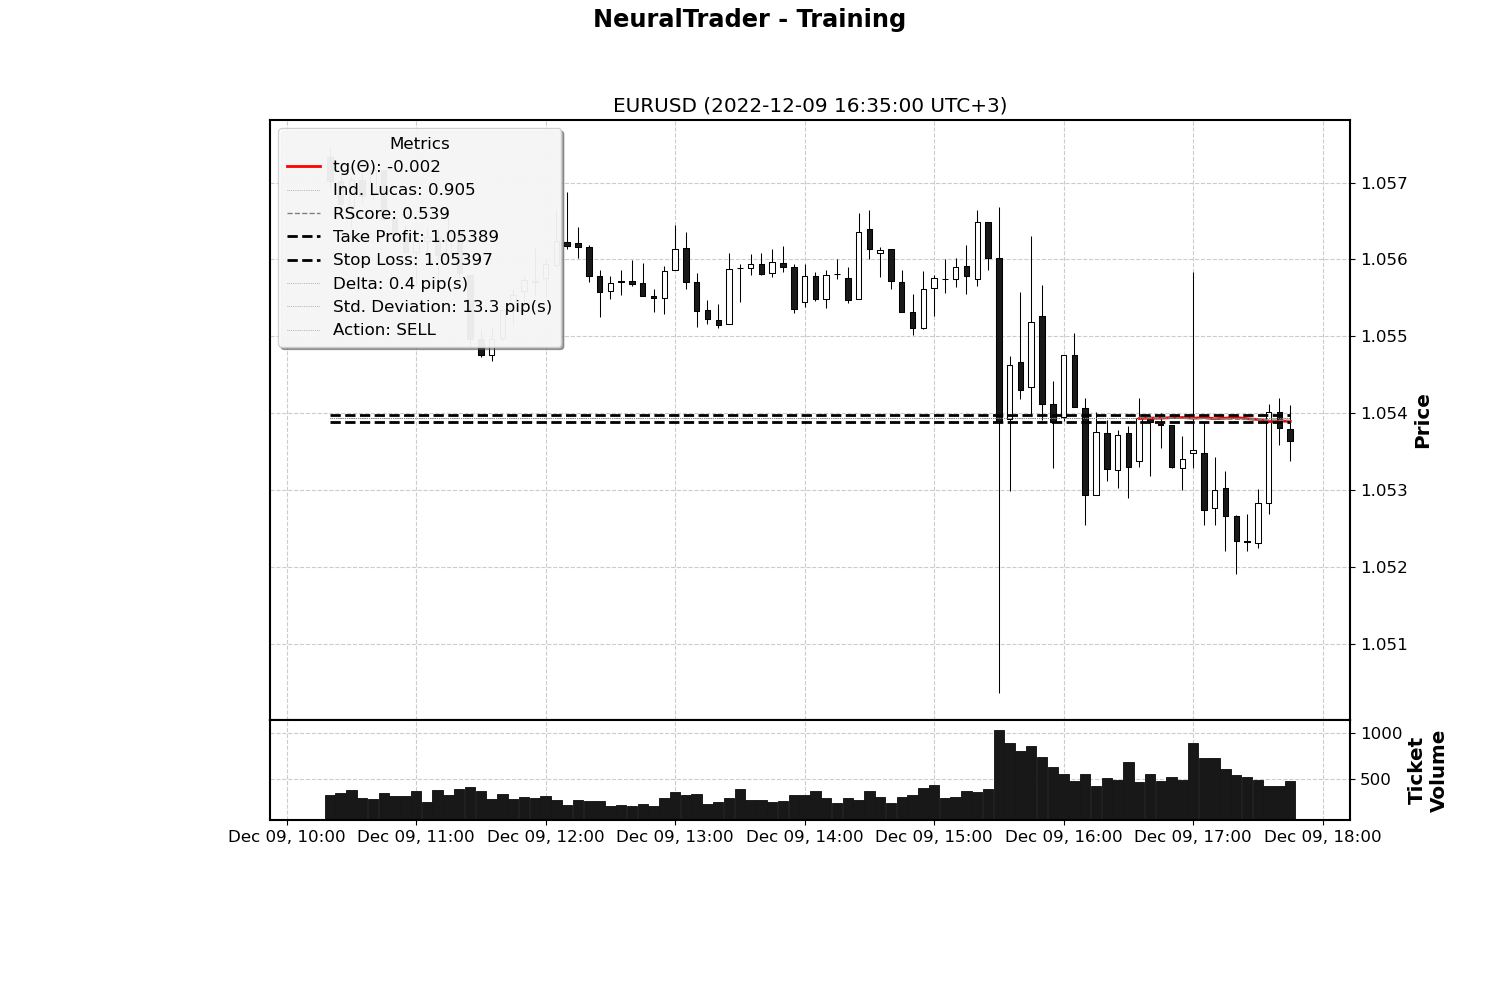 NeuralTrader - Training
EURUSD (2022-12-09 16:35:00 UTC+3)
Metrics
tg(Θ): -0.002
Ind. Lucas: 0.905
RScore: 0.539
Take Profit: 1.05389
Stop Loss: 1.05397
Delta: 0.4 pip(s)
Std. Deviation: 13.3 pip(s)
Action: SELL
1.057
1.056
1.055
1.054
1.053
1.052
1.051
Price
1000
500
Ticket
Volume
Dec 09, 10:00 Dec 09, 11:00 Dec 09, 12:00 Dec 09, 13:00 Dec 09, 14:00 Dec 09, 15:00 Dec 09, 16:00 Dec 09, 17:00 Dec 09, 18:00